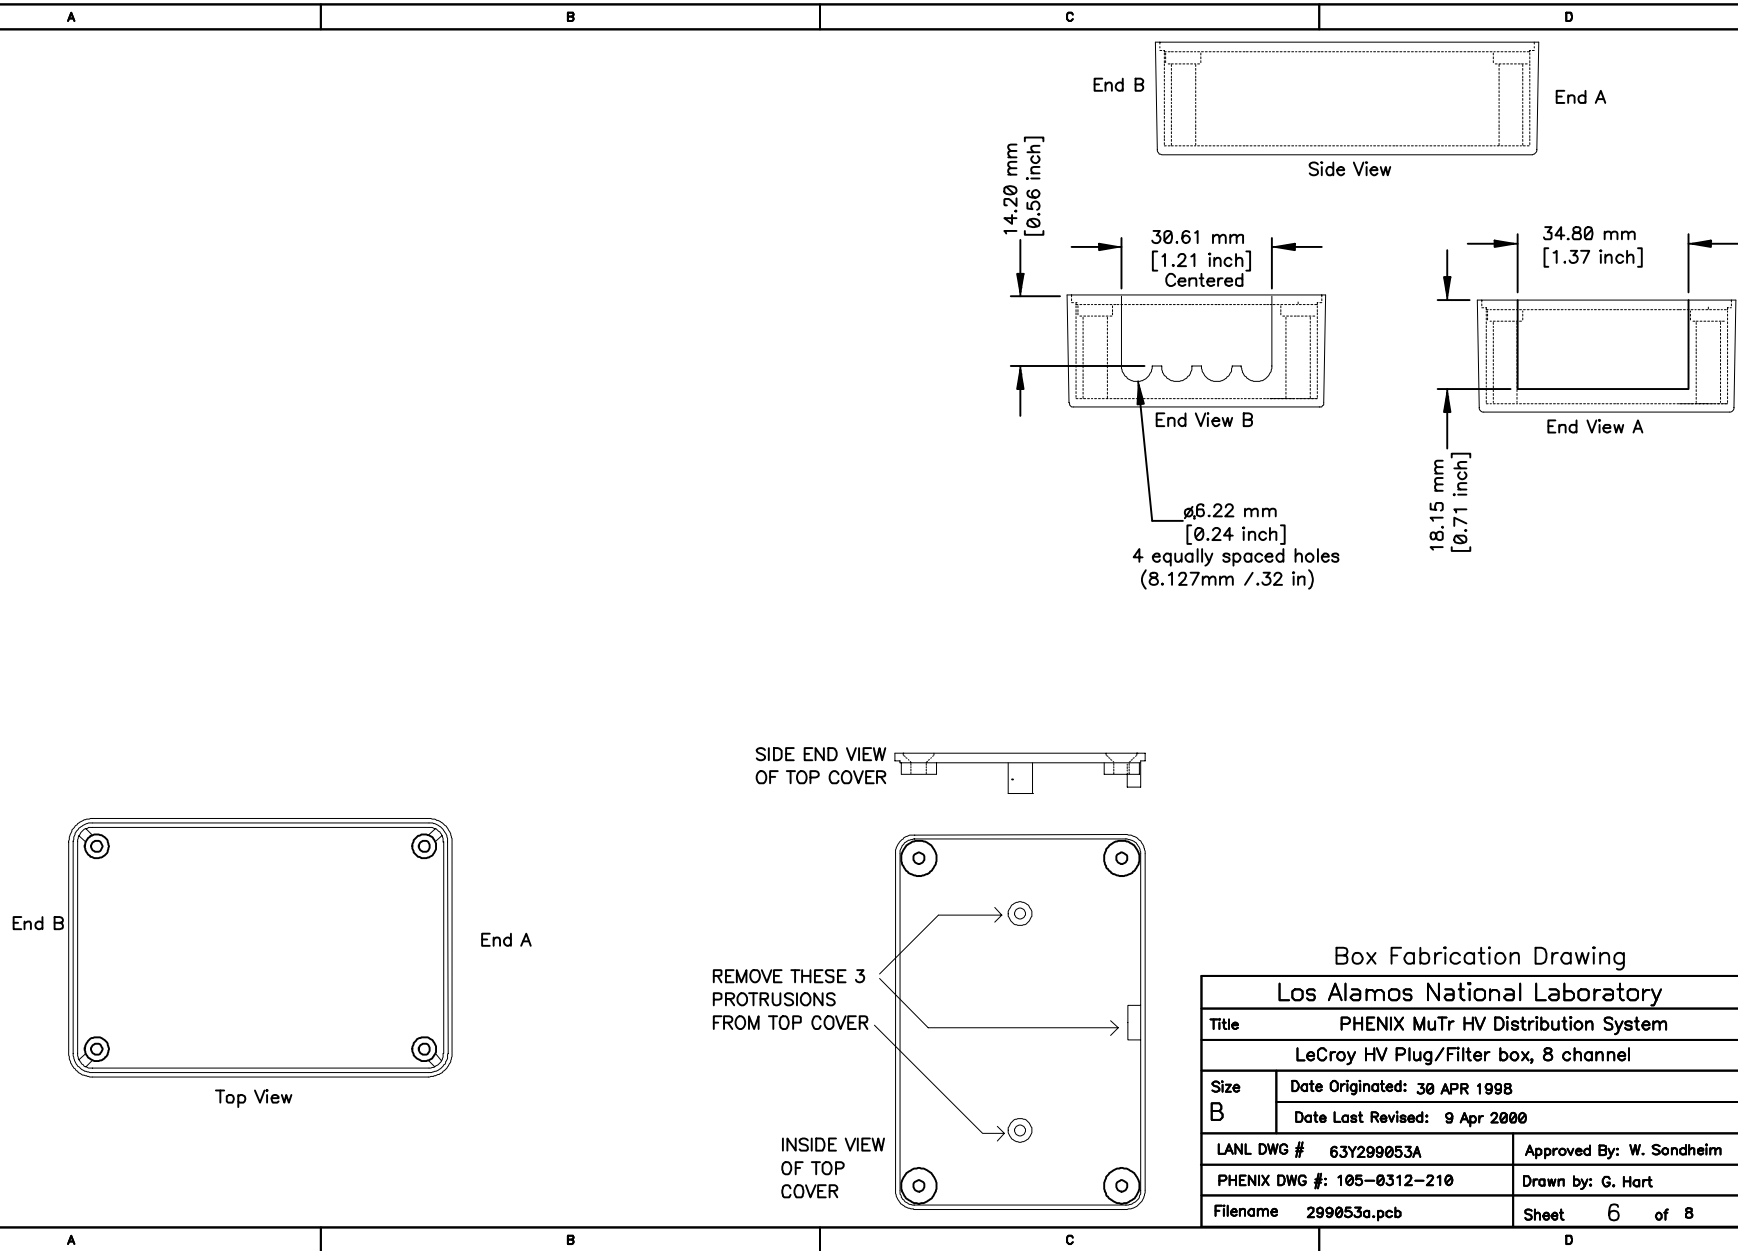 A B C D
End B
End A
Side View
14.20 mm
[0.56 inch]
30.61 mm
[1.21 inch]
Centered
34.80 mm
[1.37 inch]
End View B
End View A
18.15 mm
[0.71 inch]
ø6.22 mm
[0.24 inch]
4 equally spaced holes
(8.127mm /.32 in)
SIDE END VIEW
OF TOP COVER
End B
End A
Top View
REMOVE THESE 3
PROTRUSIONS
FROM TOP COVER
INSIDE VIEW
OF TOP
COVER
Box Fabrication Drawing
Los Alamos National Laboratory
Title PHENIX MuTr HV Distribution System
LeCroy HV Plug/Filter box, 8 channel
Size
B
Date Originated: 30 APR 1998
Date Last Revised: 9 Apr 2000
LANL DWG # 63Y299053A
Approved By: W. Sondheim
PHENIX DWG #: 105-0312-210
Drawn by: G. Hart
Filename 299053a.pcb
Sheet 6 of 8
A B C D